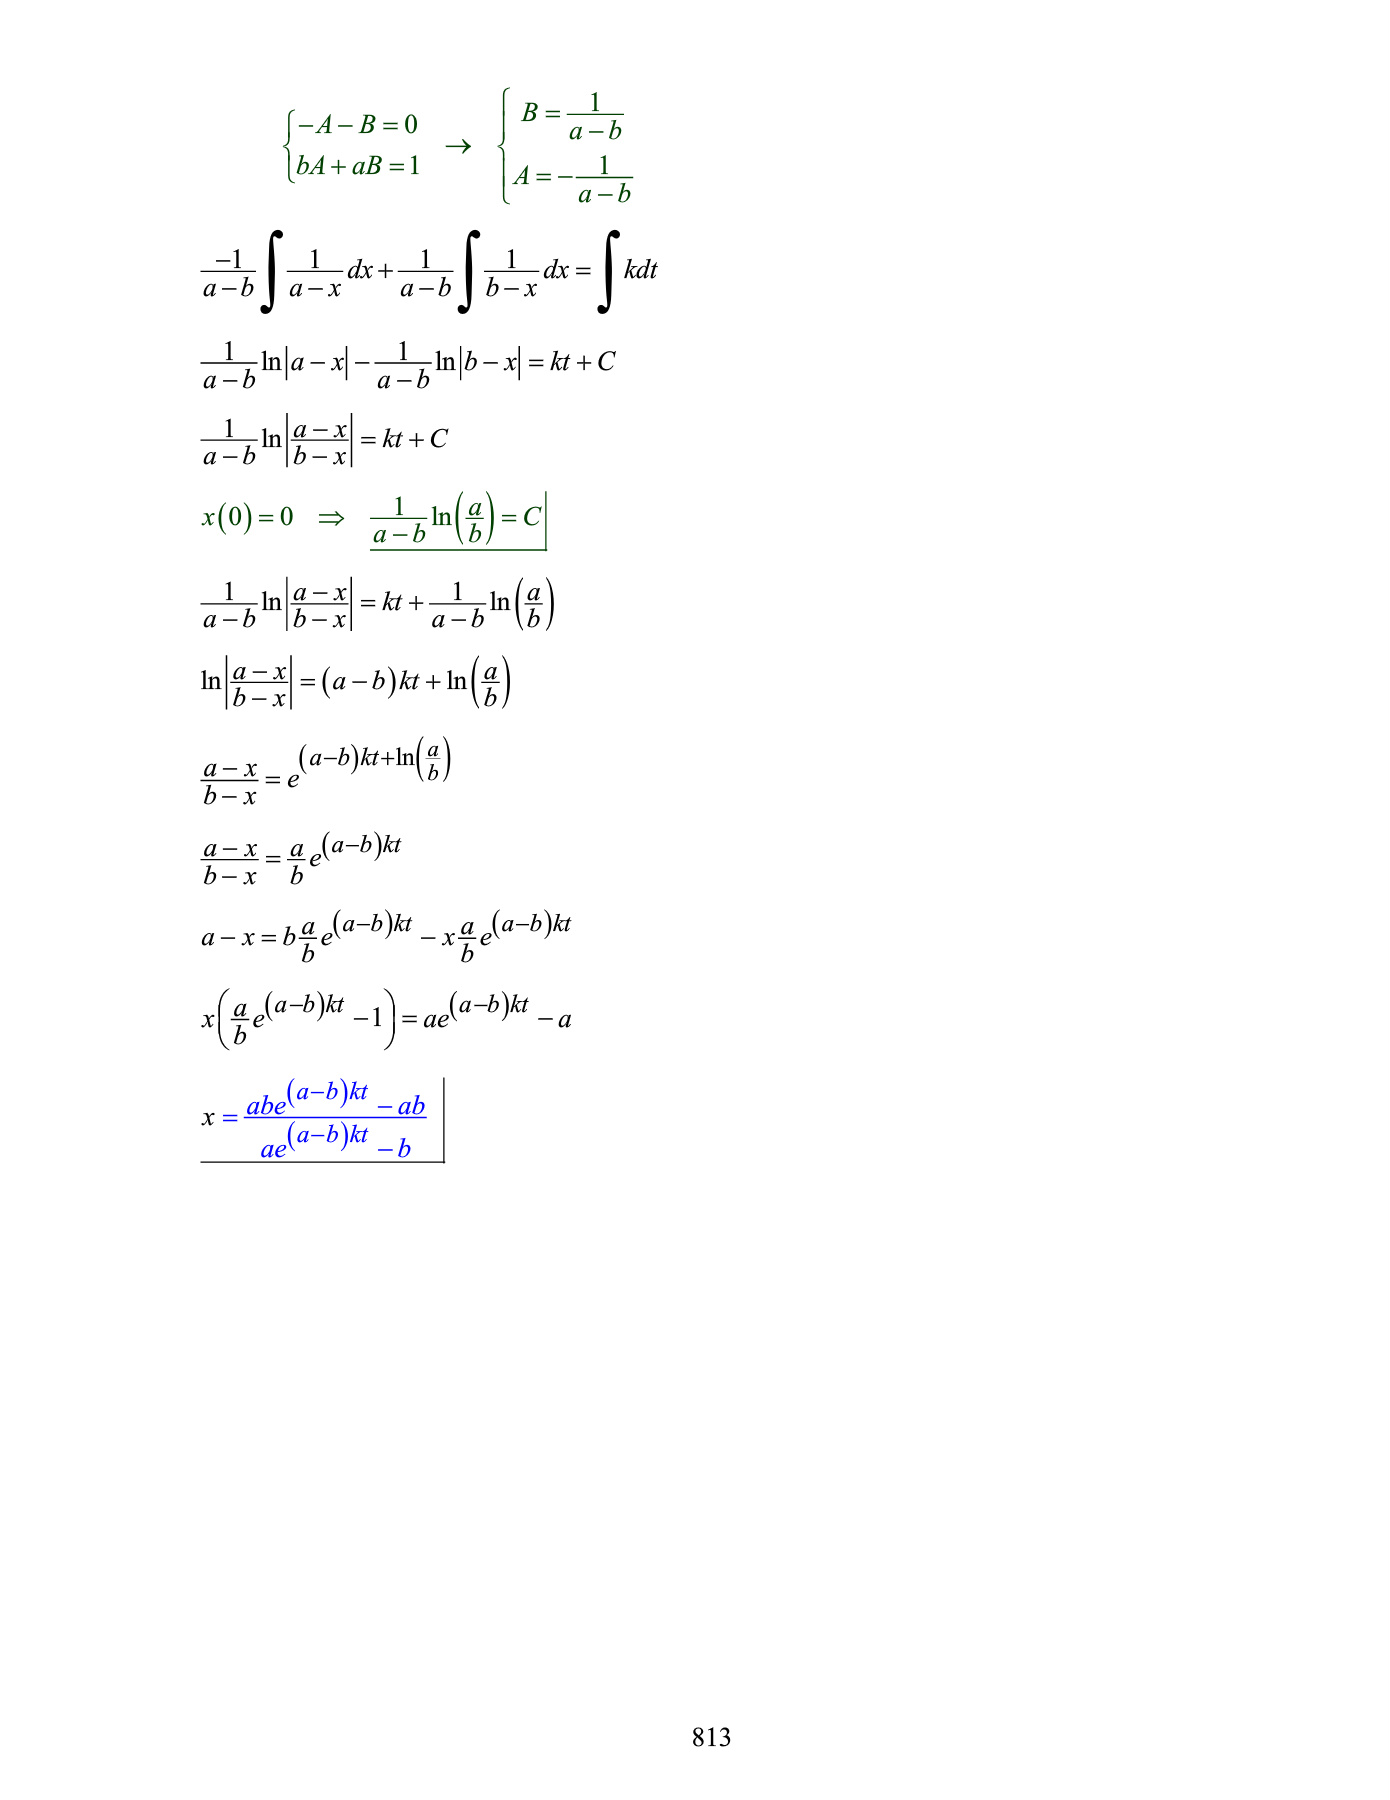 $\begin{cases} -A-B=0 \\ bA+aB=1 \end{cases} \rightarrow \begin{cases} B=\frac{1}{a-b} \\ A=-\frac{1}{a-b} \end{cases}$
$\frac{-1}{a-b}\int \frac{1}{a-x}dx+\frac{1}{a-b}\int \frac{1}{b-x}dx=\int kdt$
$\frac{1}{a-b}\ln|a-x|-\frac{1}{a-b}\ln|b-x|=kt+C$
$\frac{1}{a-b}\ln\left|\frac{a-x}{b-x}\right|=kt+C$
$x(0)=0 \Rightarrow \underline{\frac{1}{a-b}\ln\left(\frac{a}{b}\right)=C|}$
$\frac{1}{a-b}\ln\left|\frac{a-x}{b-x}\right|=kt+\frac{1}{a-b}\ln\left(\frac{a}{b}\right)$
$\ln\left|\frac{a-x}{b-x}\right|=(a-b)kt+\ln\left(\frac{a}{b}\right)$
$\frac{a-x}{b-x}=e^{(a-b)kt+\ln\left(\frac{a}{b}\right)}$
$\frac{a-x}{b-x}=\frac{a}{b}e^{(a-b)kt}$
$a-x=b\frac{a}{b}e^{(a-b)kt}-x\frac{a}{b}e^{(a-b)kt}$
$x\left(\frac{a}{b}e^{(a-b)kt}-1\right)=ae^{(a-b)kt}-a$
$\underline{x=\frac{abe^{(a-b)kt}-ab}{ae^{(a-b)kt}-b}|}$
813